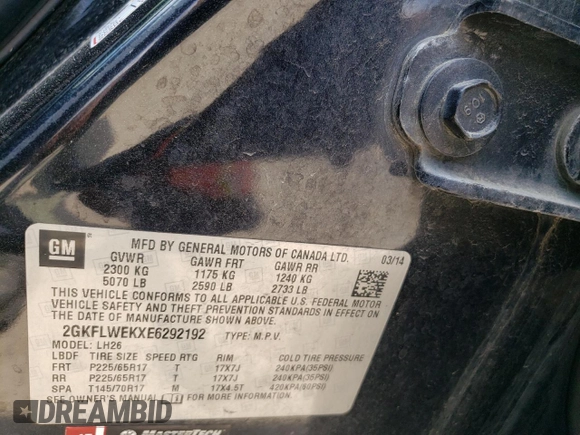 10.9
GM
MFD BY GENERAL MOTORS OF CANADA LTD.
03/14
GVWR GAWR FRT GAWR RR
2300 KG 1175 KG 1240 KG
5070 LB 2590 LB 2733 LB
THIS VEHICLE CONFORMS TO ALL APPLICABLE U.S. FEDERAL MOTOR
VEHICLE SAFETY AND THEFT PREVENTION STANDARDS IN EFFECT ON
THE DATE OF MANUFACTURE SHOWN ABOVE.
2GKFLWEKXE6292192 TYPE: M.P.V.
MODEL: LH26
LBDF TIRE SIZE SPEED RTG RIM COLD TIRE PRESSURE
FRT P225/65R17 T 17X7J 240KPA(35PSI)
RR P225/65R17 T 17X7J 240KPA(35PSI)
SPA T145/70R17 M 17X4.5T 420KPA(60PSI)
SEE OWNER'S MANUAL FOR MORE INFORMATION.
DREAMBID
MASTERTECH